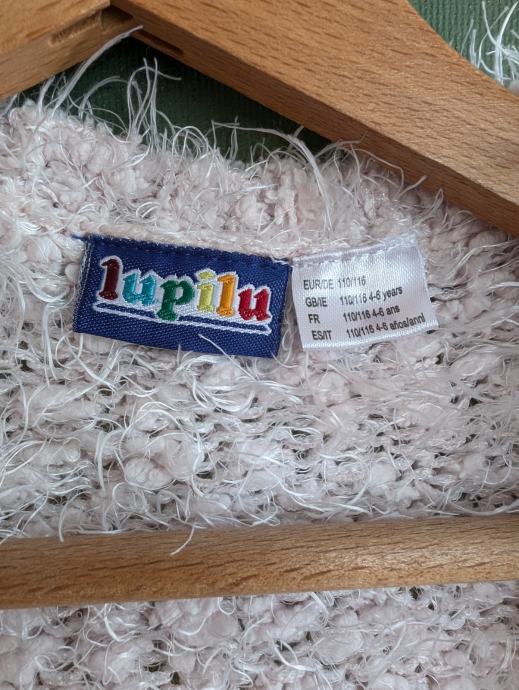 lupilu
EUR/DE 110/116
GB/IE 110/116 4-6 years
FR 110/116 4-6 ans
ES/IT 110/116 4-6 años/anni